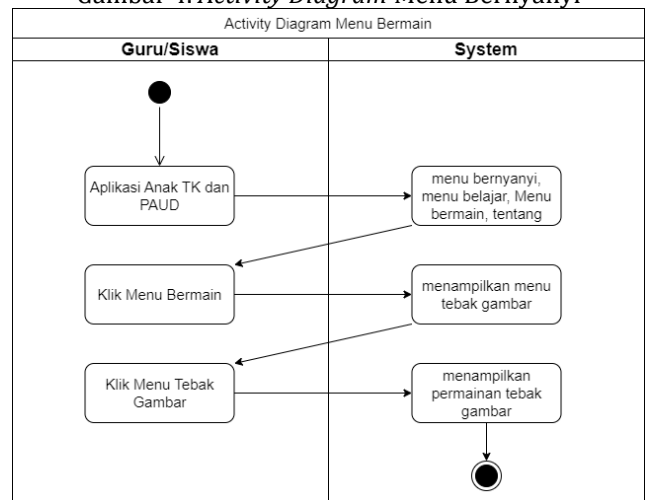 Gambar 4. Activity Diagram Menu Bernyanyi
Activity Diagram Menu Bermain
Guru/Siswa
System
Aplikasi Anak TK dan
PAUD
menu bernyanyi,
menu belajar, Menu
bermain, tentang
Klik Menu Bermain
menampilkan menu
tebak gambar
Klik Menu Tebak
Gambar
menampilkan
permainan tebak
gambar